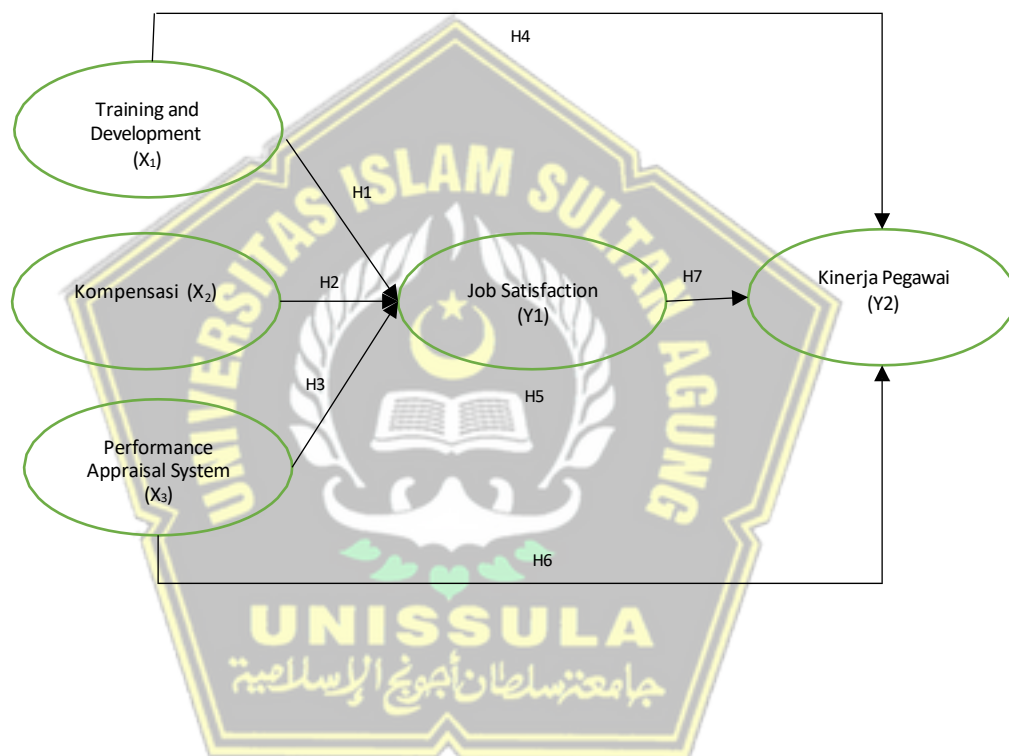 H4
Training and
Development
(X₁)
H1
UNIVERSITAS ISLAM SULTAN AGUNG
Kompensasi (X₂)
H2
Job Satisfaction
(Y1)
H7
Kinerja Pegawai
(Y2)
H3
H5
Performance
Appraisal System
(X₃)
H6
UNISSULA
جامعة سلطان أجونج الإسلامية